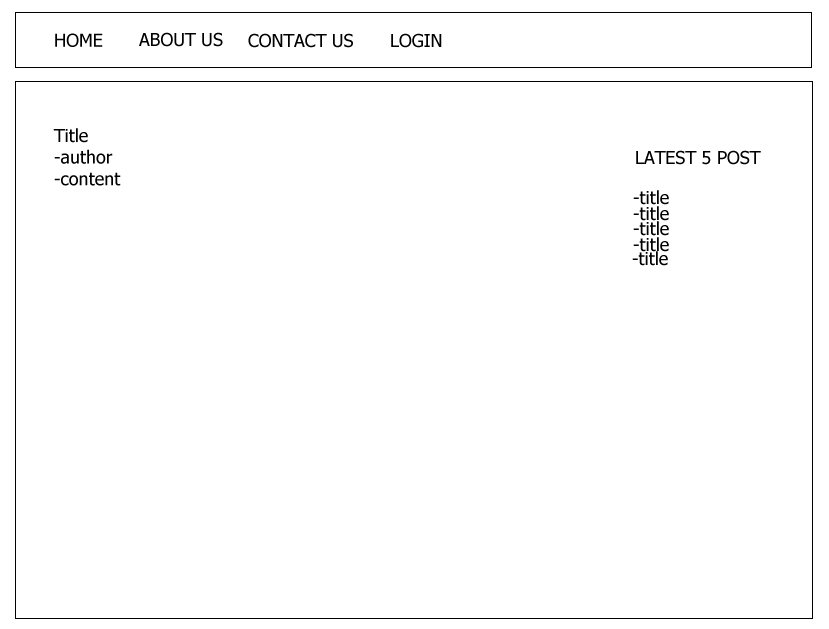 HOME ABOUT US CONTACT US LOGIN
Title
-author
-content
LATEST 5 POST
-title
-title
-title
-title
-title